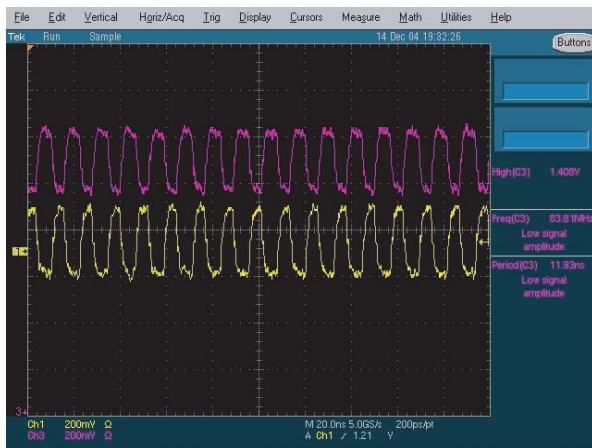 File Edit Vertical Horiz/Acq Trig Display Cursors Measure Math Utilities Help
Tek Run Sample 14 Dec 04 19:32:26
Buttons
High(C3) 1.408V
Freq(C3) 83.81MHz
Low signal
amplitude
Period(C3) 11.93ns
Low signal
amplitude
1
3
Ch1 200mV Ω M 20.0ns 5.0GS/s 200ps/pt
Ch3 200mV Ω A Ch1 1.21 V